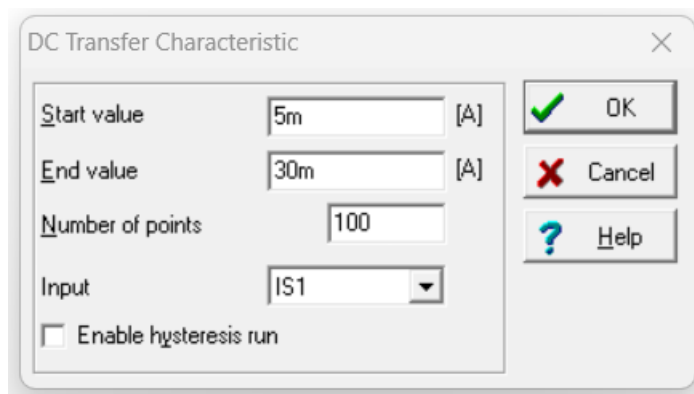 DC Transfer Characteristic
Start value 5m [A]
End value 30m [A]
Number of points 100
Input IS1
Enable hysteresis run
OK
Cancel
? Help